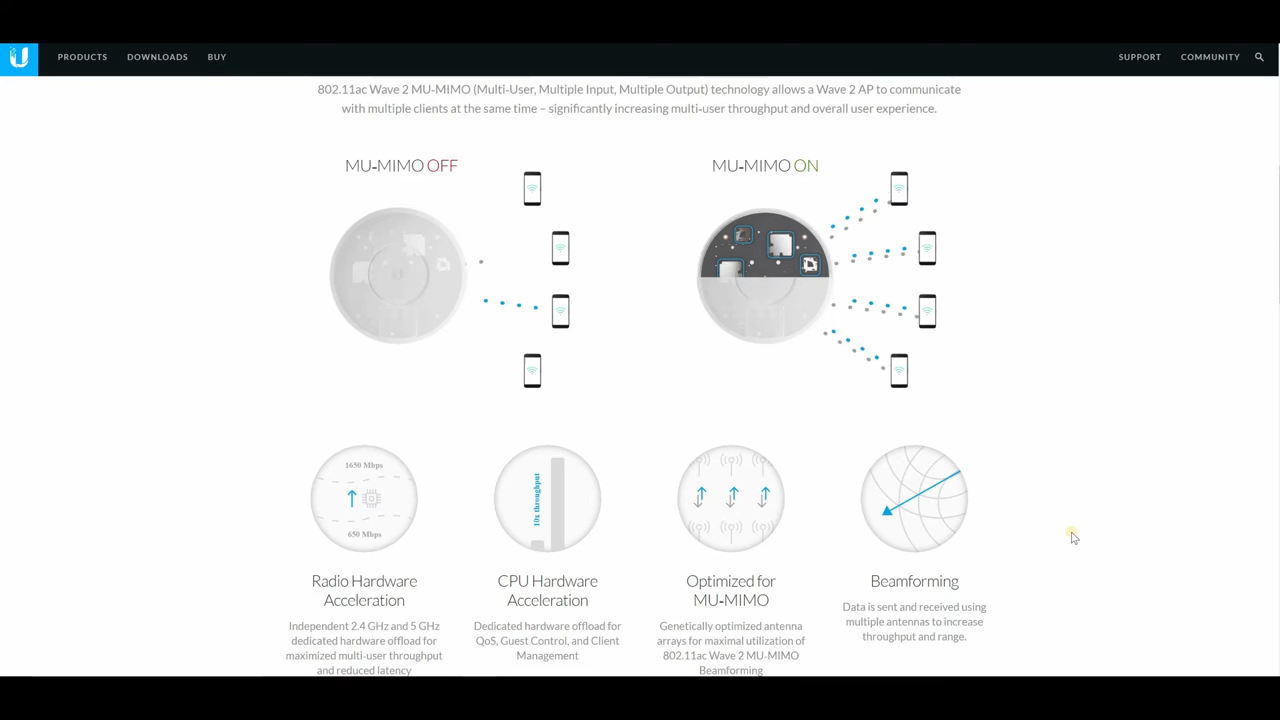 PRODUCTS DOWNLOADS BUY SUPPORT COMMUNITY
802.11ac Wave 2 MU-MIMO (Multi-User, Multiple Input, Multiple Output) technology allows a Wave 2 AP to communicate
with multiple clients at the same time – significantly increasing multi-user throughput and overall user experience.
MU-MIMO OFF
MU-MIMO ON
1650 Mbps
650 Mbps
10x throughput
Radio Hardware
Acceleration
Independent 2.4 GHz and 5 GHz
dedicated hardware offload for
maximized multi-user throughput
and reduced latency
CPU Hardware
Acceleration
Dedicated hardware offload for
QoS, Guest Control, and Client
Management
Optimized for
MU-MIMO
Genetically optimized antenna
arrays for maximal utilization of
802.11ac Wave 2 MU-MIMO
Beamforming
Beamforming
Data is sent and received using
multiple antennas to increase
throughput and range.